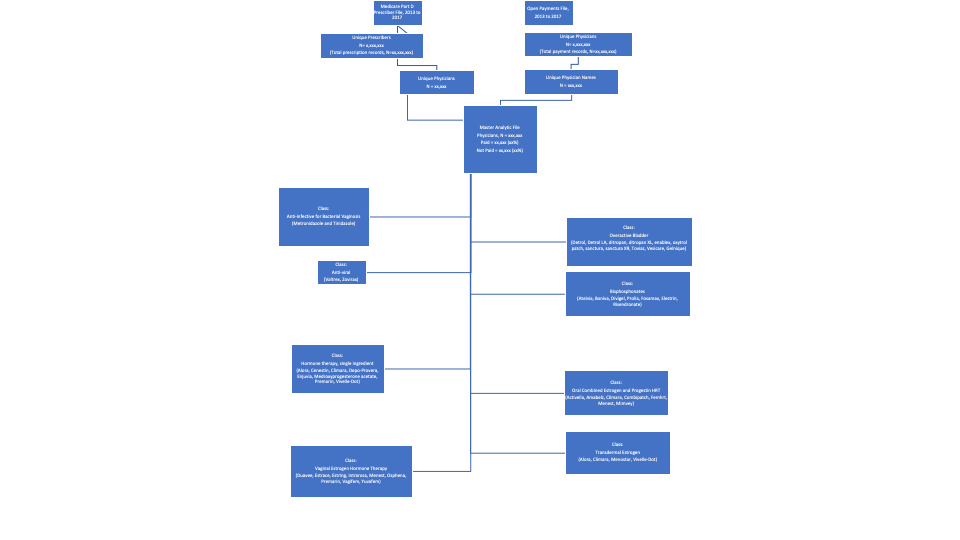 Medicare Part D
Prescriber File, 2013 to
2017
Open Payments File,
2013 to 2017
Unique Prescribers
N= x,xxx,xxx
(Total prescription records, N=xx,xxx,xxx)
Unique Physicians
N= x,xxx,xxx
(Total payment records, N=xx,xxx,xxx)
Unique Physicians
N = xx,xxx
Unique Physician Names
N = xxx,xxx
Master Analytic File
Physicians, N = xxx,xxx
Paid = xx,xxx (xx%)
Not Paid = xx,xxx (xx%)
Class:
Anti-infective for Bacterial Vaginosis
(Metronidazole and Tinidazole)
Class:
Overactive Bladder
(Detrol, Detrol LA, ditropan, ditropan XL, enablex, oxytrol
patch, sanctura, sanctura XR, Toviaz, Vesicare, Gelnique)
Class:
Anti-viral
(Valtrex, Zovirax)
Class:
Bisphosphonates
(Atelvia, Boniva, Divigel, Prolia, Fosamax, Elestrin,
Risendronate)
Class:
Hormone therapy, single ingredient
(Alora, Cenestin, Climara, Depo-Provera,
Enjuvia, Medroxyprogesterone acetate,
Premarin, Vivelle-Dot)
Class:
Oral Combined Estrogen and Progestin HRT
(Activella, Amabelz, Climara, Combipatch, FemHrt,
Menest, Mimvey)
Class:
Transdermal Estrogen
(Alora, Climara, Menostar, Vivelle-Dot)
Class:
Vaginal Estrogen Hormone Therapy
(Duavee, Estrace, Estring, Intrarosa, Menest, Osphena,
Premarin, Vagifem, Yuvafem)